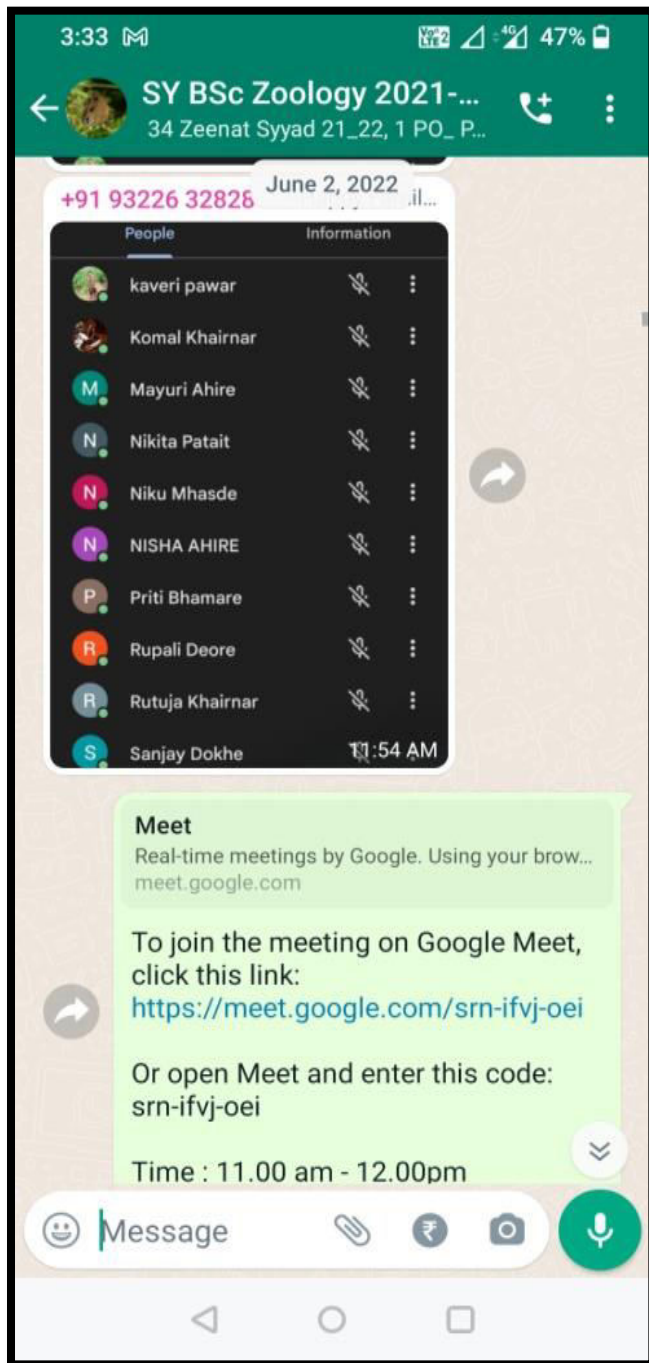 3:33 47%
SY BSc Zoology 2021-...
34 Zeenat Syyad 21_22, 1 PO_ P...
June 2, 2022
+91 93226 32828 il...
People Information
kaveri pawar
Komal Khairnar
M Mayuri Ahire
N Nikita Patait
N Niku Mhasde
N NISHA AHIRE
P Priti Bhamare
R Rupali Deore
R Rutuja Khairnar
S Sanjay Dokhe 11:54 AM
Meet
Real-time meetings by Google. Using your brow...
meet.google.com
To join the meeting on Google Meet,
click this link:
https://meet.google.com/srn-ifvj-oei
Or open Meet and enter this code:
srn-ifvj-oei
Time : 11.00 am - 12.00pm
Message ₹